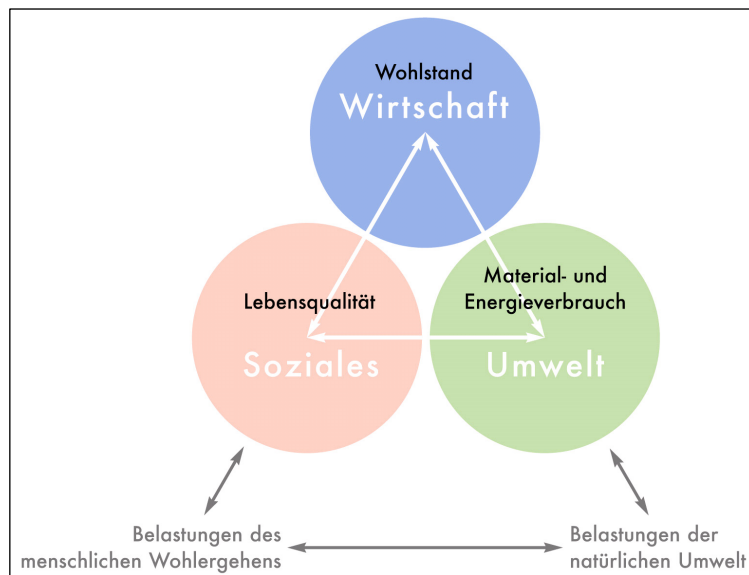 Wohlstand
Wirtschaft
Lebensqualität
Soziales
Material- und
Energieverbrauch
Umwelt
Belastungen des
menschlichen Wohlergehens
Belastungen der
natürlichen Umwelt